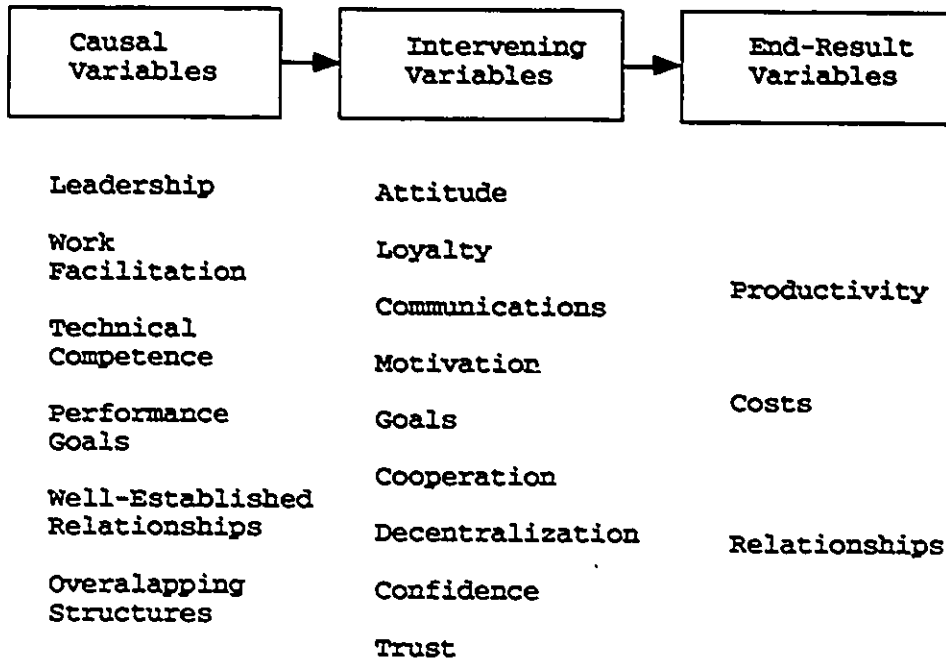 Causal
Variables
Intervening
Variables
End-Result
Variables
Leadership
Work
Facilitation
Technical
Competence
Performance
Goals
Well-Established
Relationships
Overalapping
Structures
Attitude
Loyalty
Communications
Motivation
Goals
Cooperation
Decentralization
Confidence
Trust
Productivity
Costs
Relationships